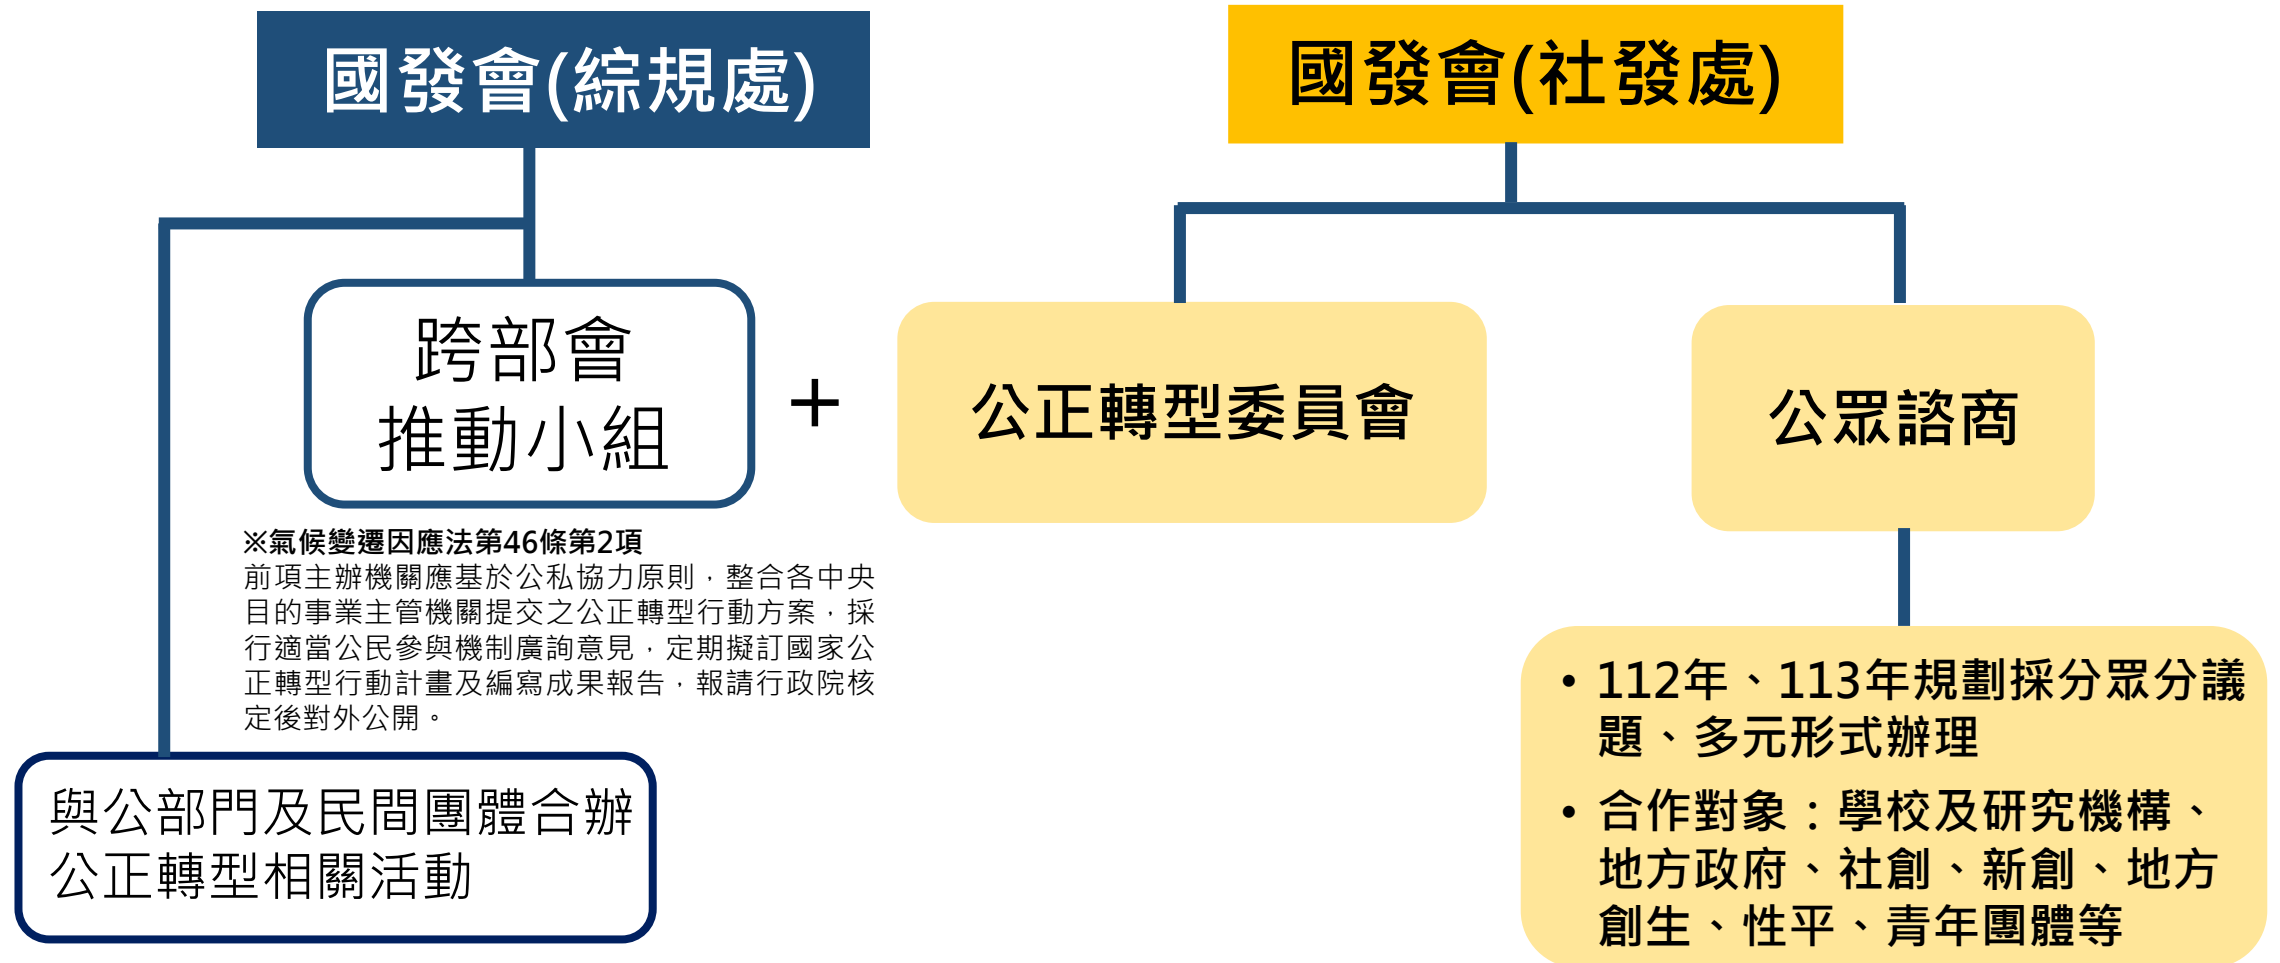 國發會(綜規處)
國發會(社發處)
跨部會
推動小組
+
公正轉型委員會
公眾諮商
※氣候變遷因應法第46條第2項
前項主辦機關應基於公私協力原則，整合各中央
目的事業主管機關提交之公正轉型行動方案，採
行適當公民參與機制廣詢意見，定期擬訂國家公
正轉型行動計畫及編寫成果報告，報請行政院核
定後對外公開。
與公部門及民間團體合辦
公正轉型相關活動
• 112年、113年規劃採分眾分議
題、多元形式辦理
• 合作對象：學校及研究機構、
地方政府、社創、新創、地方
創生、性平、青年團體等